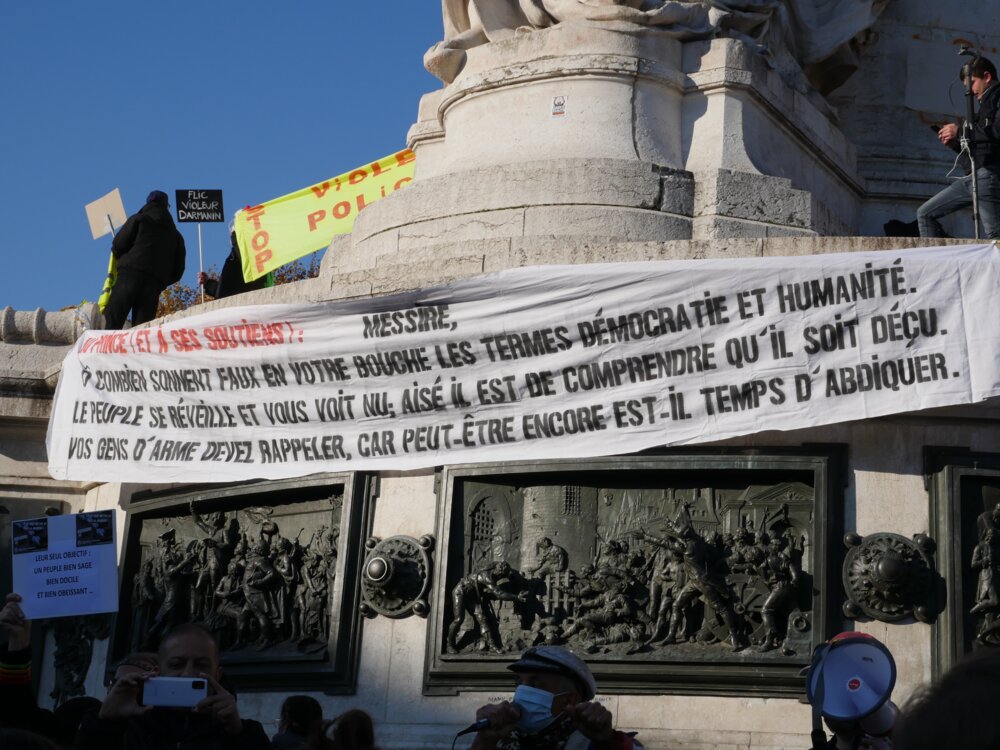 FLIC
VIOLEUR
DARMANIN
STOP
VIOLE
POLIC
PRINCE ! ET À SES SOUTIENS ! :
MESSIRE,
Ô COMBIEN SONNENT FAUX EN VOTRE BOUCHE LES TERMES DÉMOCRATIE ET HUMANITÉ.
LE PEUPLE SE RÉVEILLE ET VOUS VOIT NU; AISÉ IL EST DE COMPRENDRE QU'IL SOIT DÉÇU.
VOS GENS D'ARME DEVEZ RAPPELER, CAR PEUT-ÊTRE ENCORE EST-IL TEMPS D'ABDIQUER.
LEUR SEUL OBJECTIF :
UN PEUPLE BIEN SAGE
BIEN DOCILE
ET BIEN OBEISSANT ...